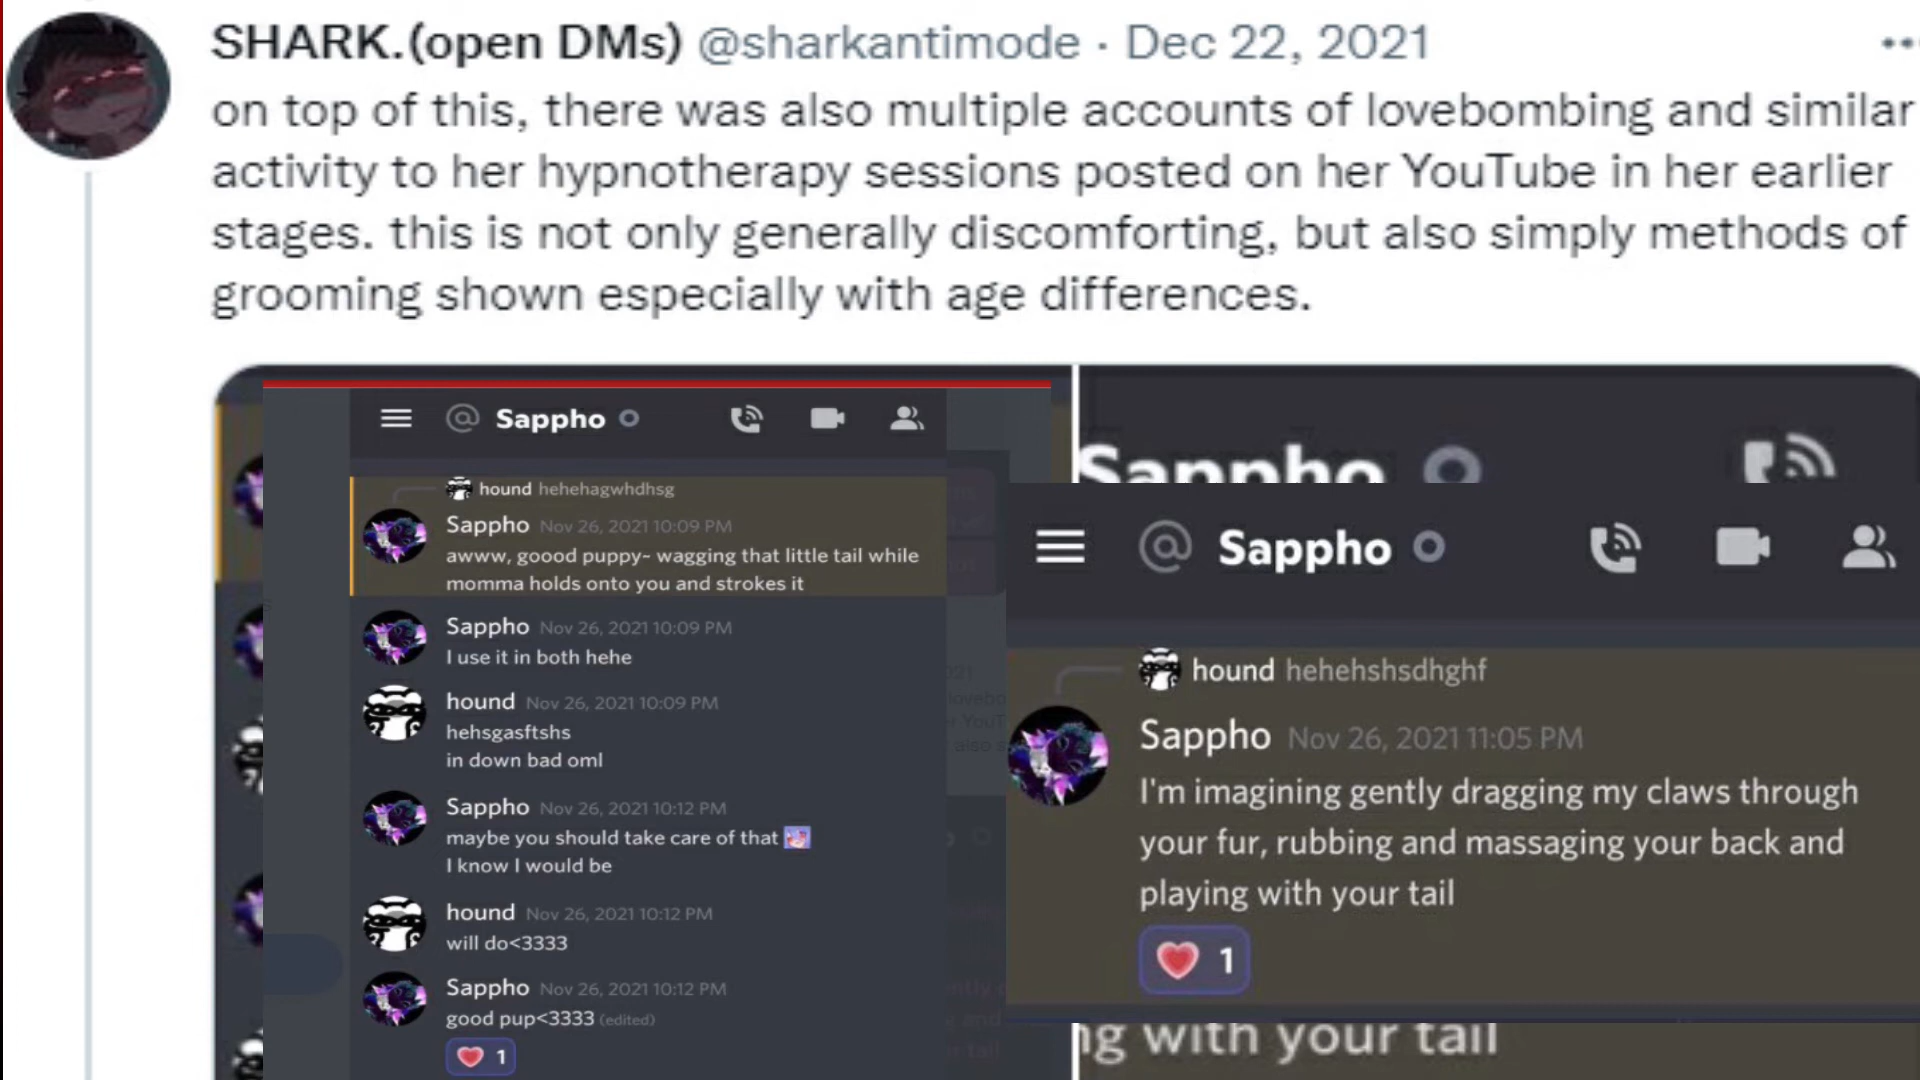 SHARK.(open DMs) @sharkantimode · Dec 22, 2021
on top of this, there was also multiple accounts of lovebombing and similar
activity to her hypnotherapy sessions posted on her YouTube in her earlier
stages. this is not only generally discomforting, but also simply methods of
grooming shown especially with age differences.
@ Sappho
hound hehehagwhdhsg
Sappho Nov 26, 2021 10:09 PM
awww, goood puppy~ wagging that little tail while
momma holds onto you and strokes it
Sappho Nov 26, 2021 10:09 PM
I use it in both hehe
hound Nov 26, 2021 10:09 PM
hehsgasftshs
in down bad oml
Sappho Nov 26, 2021 10:12 PM
maybe you should take care of that
I know I would be
hound Nov 26, 2021 10:12 PM
will do<3333
Sappho Nov 26, 2021 10:12 PM
good pup<3333 (edited)
1
Sappho
@ Sappho
hound hehehshsdhghf
Sappho Nov 26, 2021 11:05 PM
I'm imagining gently dragging my claws through
your fur, rubbing and massaging your back and
playing with your tail
1
ng with your tail